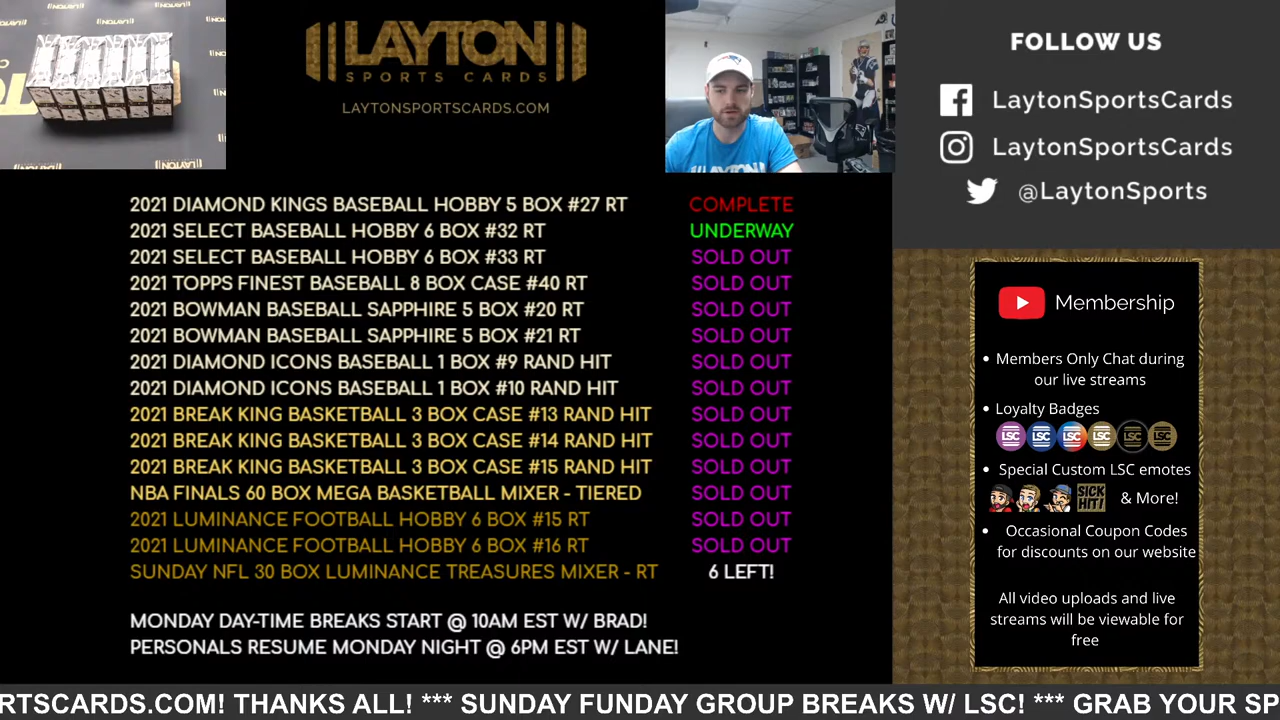 LAYTON
SPORTS CARDS
LAYTONSPORTSCARDS.COM
FOLLOW US
LaytonSportsCards
LaytonSportsCards
@LaytonSports
2021 DIAMOND KINGS BASEBALL HOBBY 5 BOX #27 RT COMPLETE
2021 SELECT BASEBALL HOBBY 6 BOX #32 RT UNDERWAY
2021 SELECT BASEBALL HOBBY 6 BOX #33 RT SOLD OUT
2021 TOPPS FINEST BASEBALL 8 BOX CASE #40 RT SOLD OUT
2021 BOWMAN BASEBALL SAPPHIRE 5 BOX #20 RT SOLD OUT
2021 BOWMAN BASEBALL SAPPHIRE 5 BOX #21 RT SOLD OUT
2021 DIAMOND ICONS BASEBALL 1 BOX #9 RAND HIT SOLD OUT
2021 DIAMOND ICONS BASEBALL 1 BOX #10 RAND HIT SOLD OUT
2021 BREAK KING BASKETBALL 3 BOX CASE #13 RAND HIT SOLD OUT
2021 BREAK KING BASKETBALL 3 BOX CASE #14 RAND HIT SOLD OUT
2021 BREAK KING BASKETBALL 3 BOX CASE #15 RAND HIT SOLD OUT
NBA FINALS 60 BOX MEGA BASKETBALL MIXER - TIERED SOLD OUT
2021 LUMINANCE FOOTBALL HOBBY 6 BOX #15 RT SOLD OUT
2021 LUMINANCE FOOTBALL HOBBY 6 BOX #16 RT SOLD OUT
SUNDAY NFL 30 BOX LUMINANCE TREASURES MIXER - RT 6 LEFT!
MONDAY DAY-TIME BREAKS START @ 10AM EST W/ BRAD!
PERSONALS RESUME MONDAY NIGHT @ 6PM EST W/ LANE!
Membership
• Members Only Chat during
our live streams
• Loyalty Badges
LSC LSC LSC LSC LSC LSC
• Special Custom LSC emotes
SICK HIT! & More!
• Occasional Coupon Codes
for discounts on our website
All video uploads and live
streams will be viewable for
free
RTSCARDS.COM! THANKS ALL! *** SUNDAY FUNDAY GROUP BREAKS W/ LSC! *** GRAB YOUR SP